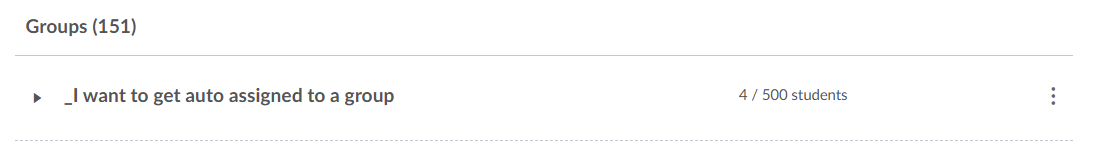 Groups (151)
_I want to get auto assigned to a group 4 / 500 students